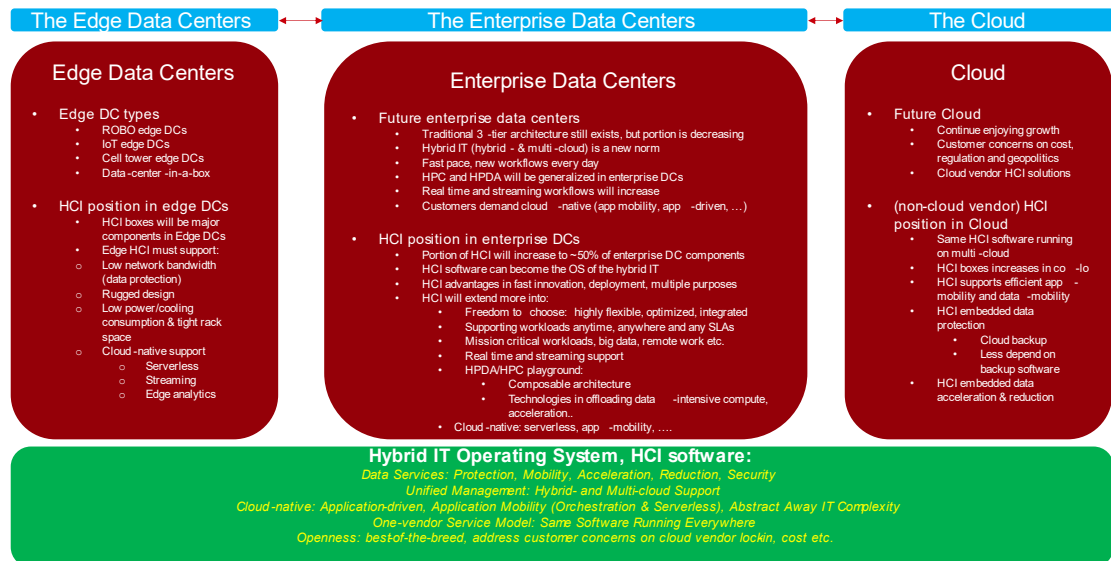 The Edge Data Centers
The Enterprise Data Centers
The Cloud
Edge Data Centers
• Edge DC types
• ROBO edge DCs
• IoT edge DCs
• Cell tower edge DCs
• Data-center-in-a-box
• HCI position in edge DCs
• HCI boxes will be major
components in Edge DCs
• Edge HCI must support:
o Low network bandwidth
(data protection)
o Rugged design
o Low power/cooling
consumption & tight rack
space
o Cloud-native support
o Serverless
o Streaming
o Edge analytics
Enterprise Data Centers
• Future enterprise data centers
• Traditional 3 -tier architecture still exists, but portion is decreasing
• Hybrid IT (hybrid - & multi-cloud) is a new norm
• Fast pace, new workflows every day
• HPC and HPDA will be generalized in enterprise DCs
• Real time and streaming workflows will increase
• Customers demand cloud -native (app mobility, app -driven, …)
• HCI position in enterprise DCs
• Portion of HCI will increase to ~50% of enterprise DC components
• HCI software can become the OS of the hybrid IT
• HCI advantages in fast innovation, deployment, multiple purposes
• HCI will extend more into:
• Freedom to choose: highly flexible, optimized, integrated
• Supporting workloads anytime, anywhere and any SLAs
• Mission critical workloads, big data, remote work etc.
• Real time and streaming support
• HPDA/HPC playground:
• Composable architecture
• Technologies in offloading data -intensive compute,
acceleration..
• Cloud-native: serverless, app -mobility, ….
Cloud
• Future Cloud
• Continue enjoying growth
• Customer concerns on cost,
regulation and geopolitics
• Cloud vendor HCI solutions
• (non-cloud vendor) HCI
position in Cloud
• Same HCI software running
on multi-cloud
• HCI boxes increases in co -lo
• HCI supports efficient app -
mobility and data -mobility
• HCI embedded data
protection
• Cloud backup
• Less depend on
backup software
• HCI embedded data
acceleration & reduction
Hybrid IT Operating System, HCI software:
Data Services: Protection, Mobility, Acceleration, Reduction, Security
Unified Management: Hybrid- and Multi-cloud Support
Cloud-native: Application-driven, Application Mobility (Orchestration & Serverless), Abstract Away IT Complexity
One-vendor Service Model: Same Software Running Everywhere
Openness: best-of-the-breed, address customer concerns on cloud vendor lockin, cost etc.